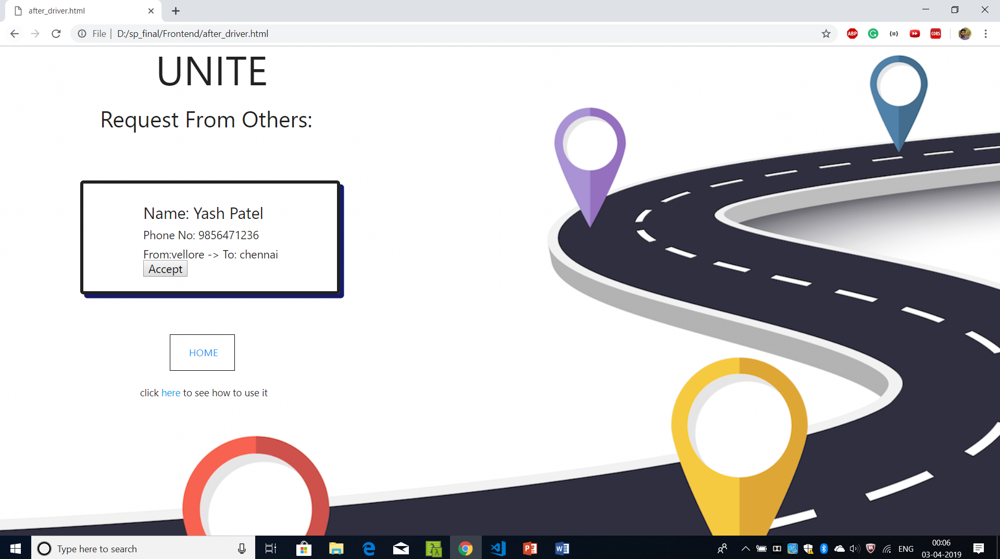 after_driver.html
File | D:/sp_final/Frontend/after_driver.html
ABP
CORS
UNITE
Request From Others:
Name: Yash Patel
Phone No: 9856471236
From:vellore -> To: chennai
Accept
HOME
click here to see how to use it
Type here to search
ENG
00:06
03-04-2019